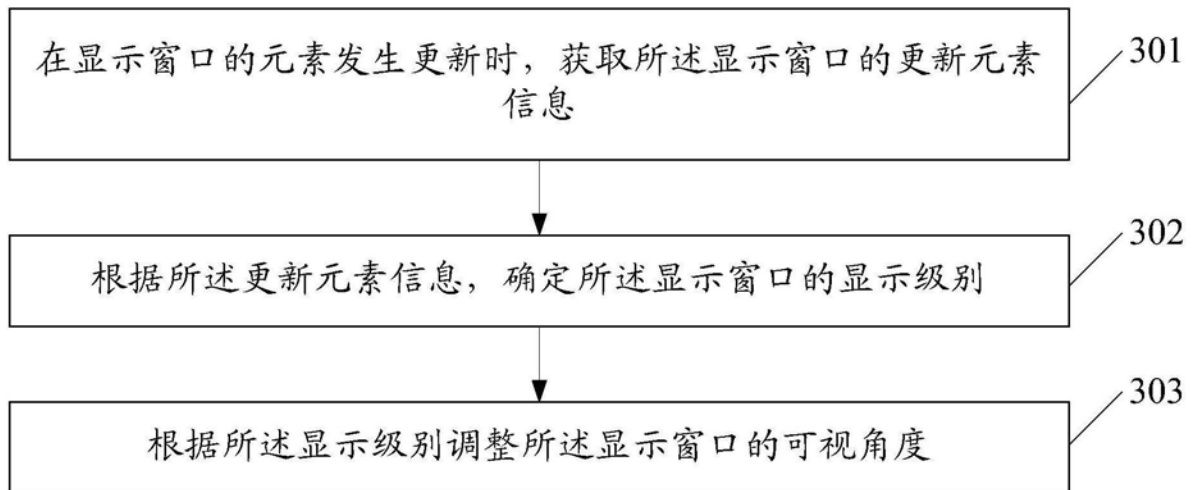 在显示窗口的元素发生更新时，获取所述显示窗口的更新元素
信息
301
根据所述更新元素信息，确定所述显示窗口的显示级别
302
根据所述显示级别调整所述显示窗口的可视角度
303